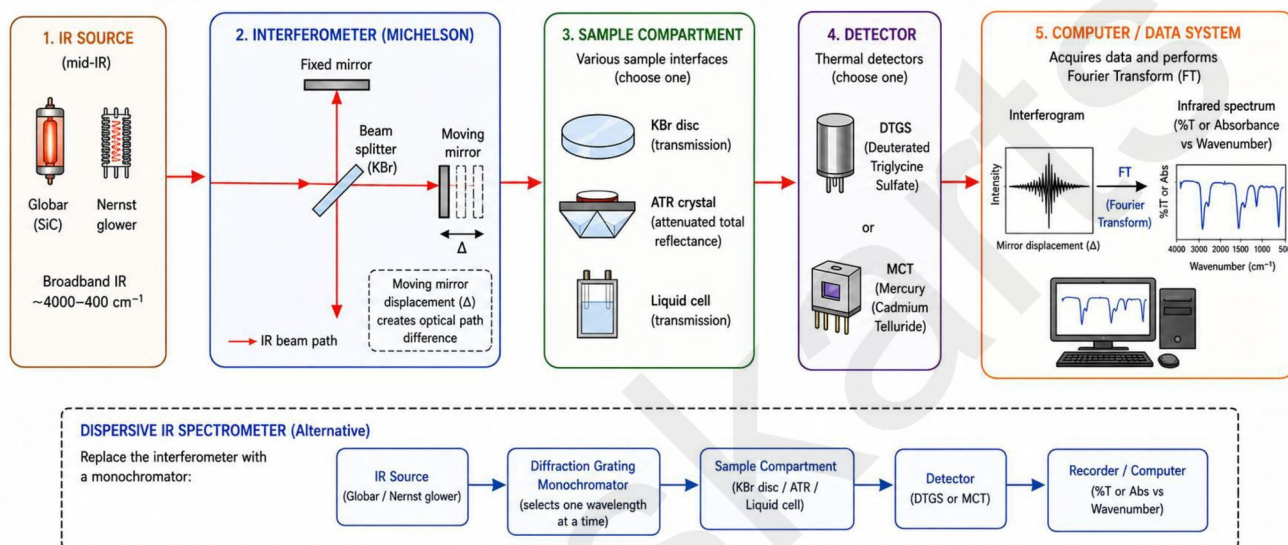 1. IR SOURCE
(mid-IR)
Globar
(SiC)
Nernst
glower
Broadband IR
~4000–400 cm⁻¹
2. INTERFEROMETER (MICHELSON)
Fixed mirror
Beam
splitter
(KBr)
Moving
mirror
Δ
Moving mirror
displacement (Δ)
creates optical path
difference
IR beam path
3. SAMPLE COMPARTMENT
Various sample interfaces
(choose one)
KBr disc
(transmission)
ATR crystal
(attenuated total
reflectance)
Liquid cell
(transmission)
4. DETECTOR
Thermal detectors
(choose one)
DTGS
(Deuterated
Triglycine
Sulfate)
or
MCT
(Mercury
(Cadmium
Telluride)
5. COMPUTER / DATA SYSTEM
Acquires data and performs
Fourier Transform (FT)
Interferogram
Intensity
Mirror displacement (Δ)
FT
(Fourier
Transform)
Infrared spectrum
(%T or Absorbance
vs Wavenumber)
4000 3000 2000 1500 1000 500
Wavenumber (cm⁻¹)
DISPERSIVE IR SPECTROMETER (Alternative)
Replace the interferometer with
a monochromator:
IR Source
(Globar / Nernst glower)
Diffraction Grating
Monochromator
(selects one wavelength
at a time)
Sample Compartment
(KBr disc / ATR /
Liquid cell)
Detector
(DTGS or MCT)
Recorder / Computer
(%T or Abs vs
Wavenumber)